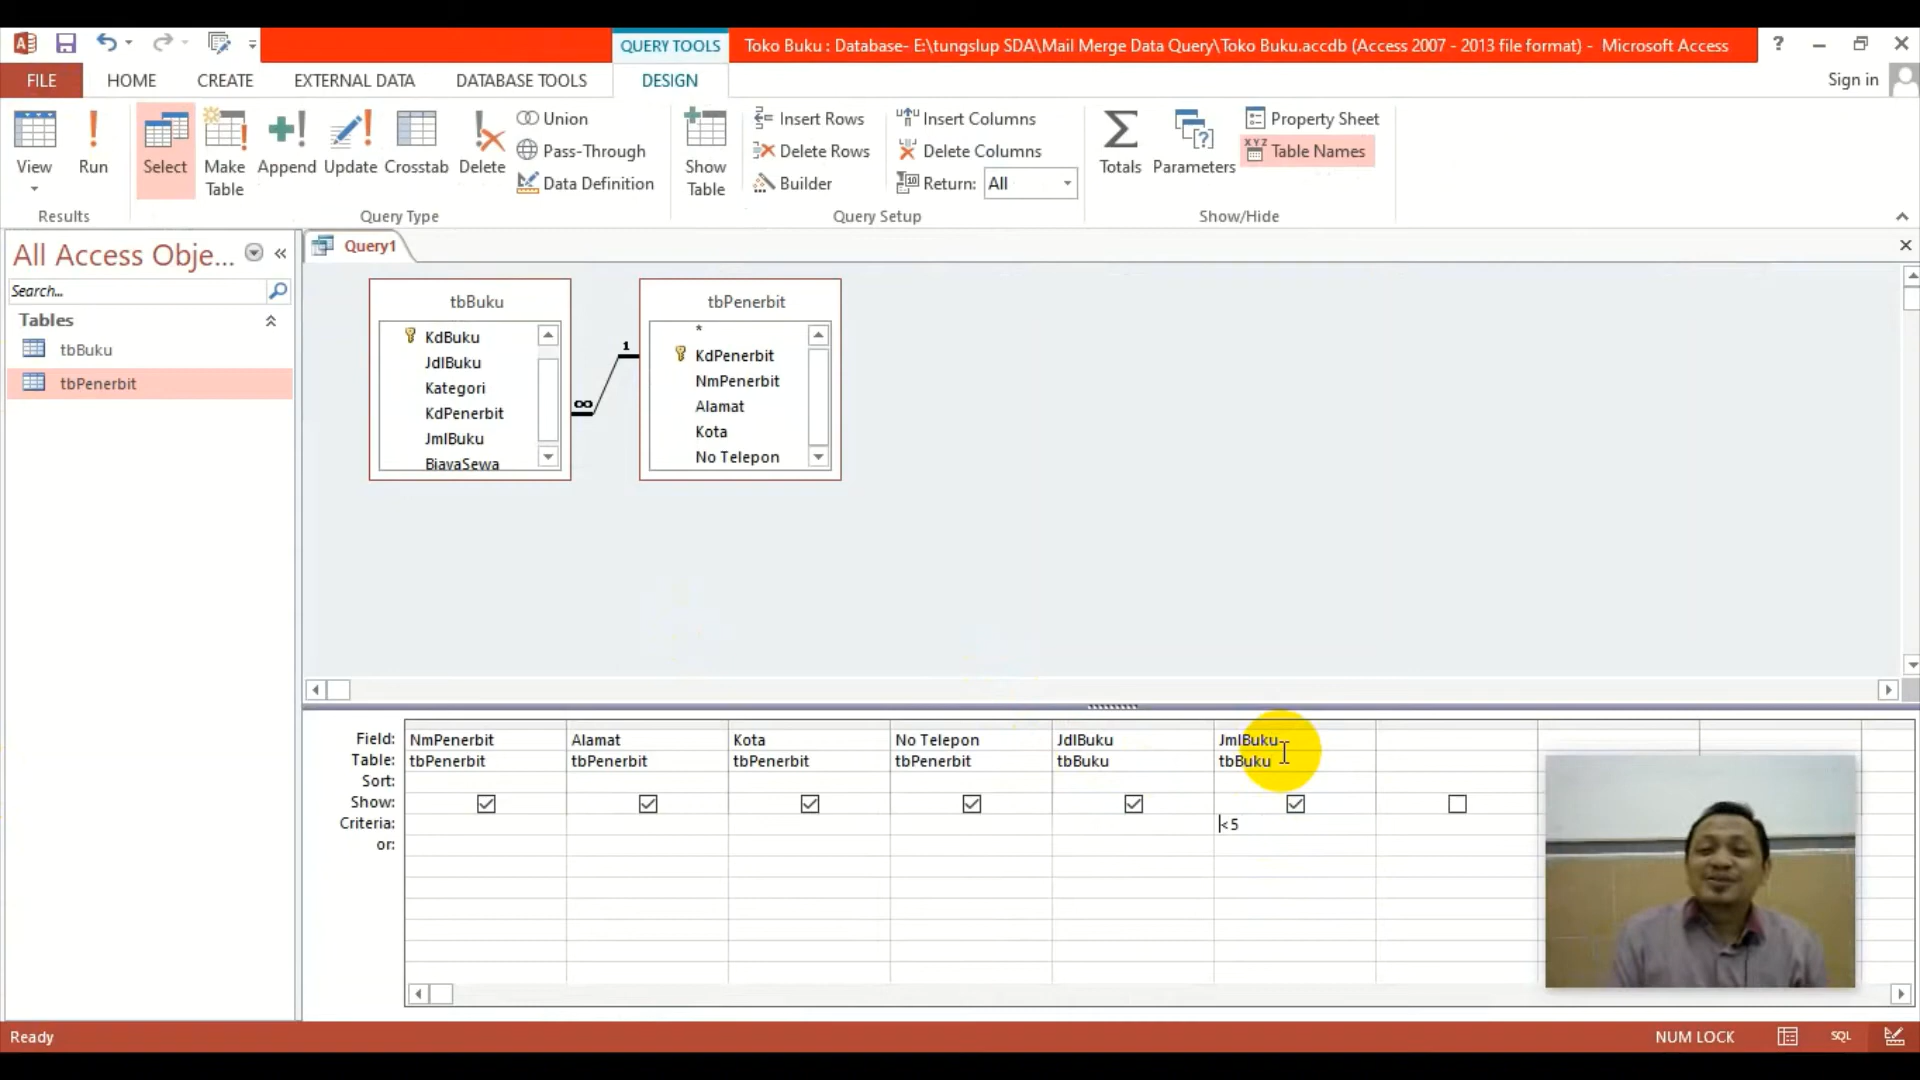 QUERY TOOLS
Toko Buku : Database- E:\tungslup SDA\Mail Merge Data Query\Toko Buku.accdb (Access 2007 - 2013 file format) - Microsoft Access
?
FILE HOME CREATE EXTERNAL DATA DATABASE TOOLS DESIGN Sign in
View
Run
Select
Make Table
Append
Update
Crosstab
Delete
Union
Pass-Through
Data Definition
Show Table
Insert Rows
Delete Rows
Builder
Insert Columns
Delete Columns
Return: All
Totals
Parameters
Property Sheet
XYZ Table Names
Results
Query Type
Query Setup
Show/Hide
All Access Obje...
Search...
Tables
tbBuku
tbPenerbit
Query1
tbBuku
KdBuku
JdlBuku
Kategori
KdPenerbit
JmlBuku
BiayaSewa
1
∞
tbPenerbit
*
KdPenerbit
NmPenerbit
Alamat
Kota
No Telepon
Field: NmPenerbit Alamat Kota No Telepon JdlBuku JmlBuku
Table: tbPenerbit tbPenerbit tbPenerbit tbPenerbit tbBuku tbBuku
Sort:
Show:
Criteria: <5
or:
Ready
NUM LOCK
SQL